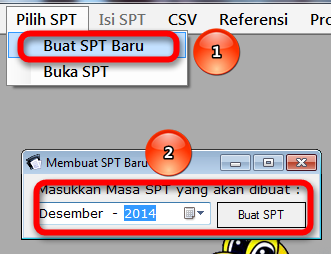 Pilih SPT Isi SPT CSV Referensi Pro
Buat SPT Baru
1
Buka SPT
2
Membuat SPT Baru
Masukkan Masa SPT yang akan dibuat :
Desember - 2014 Buat SPT